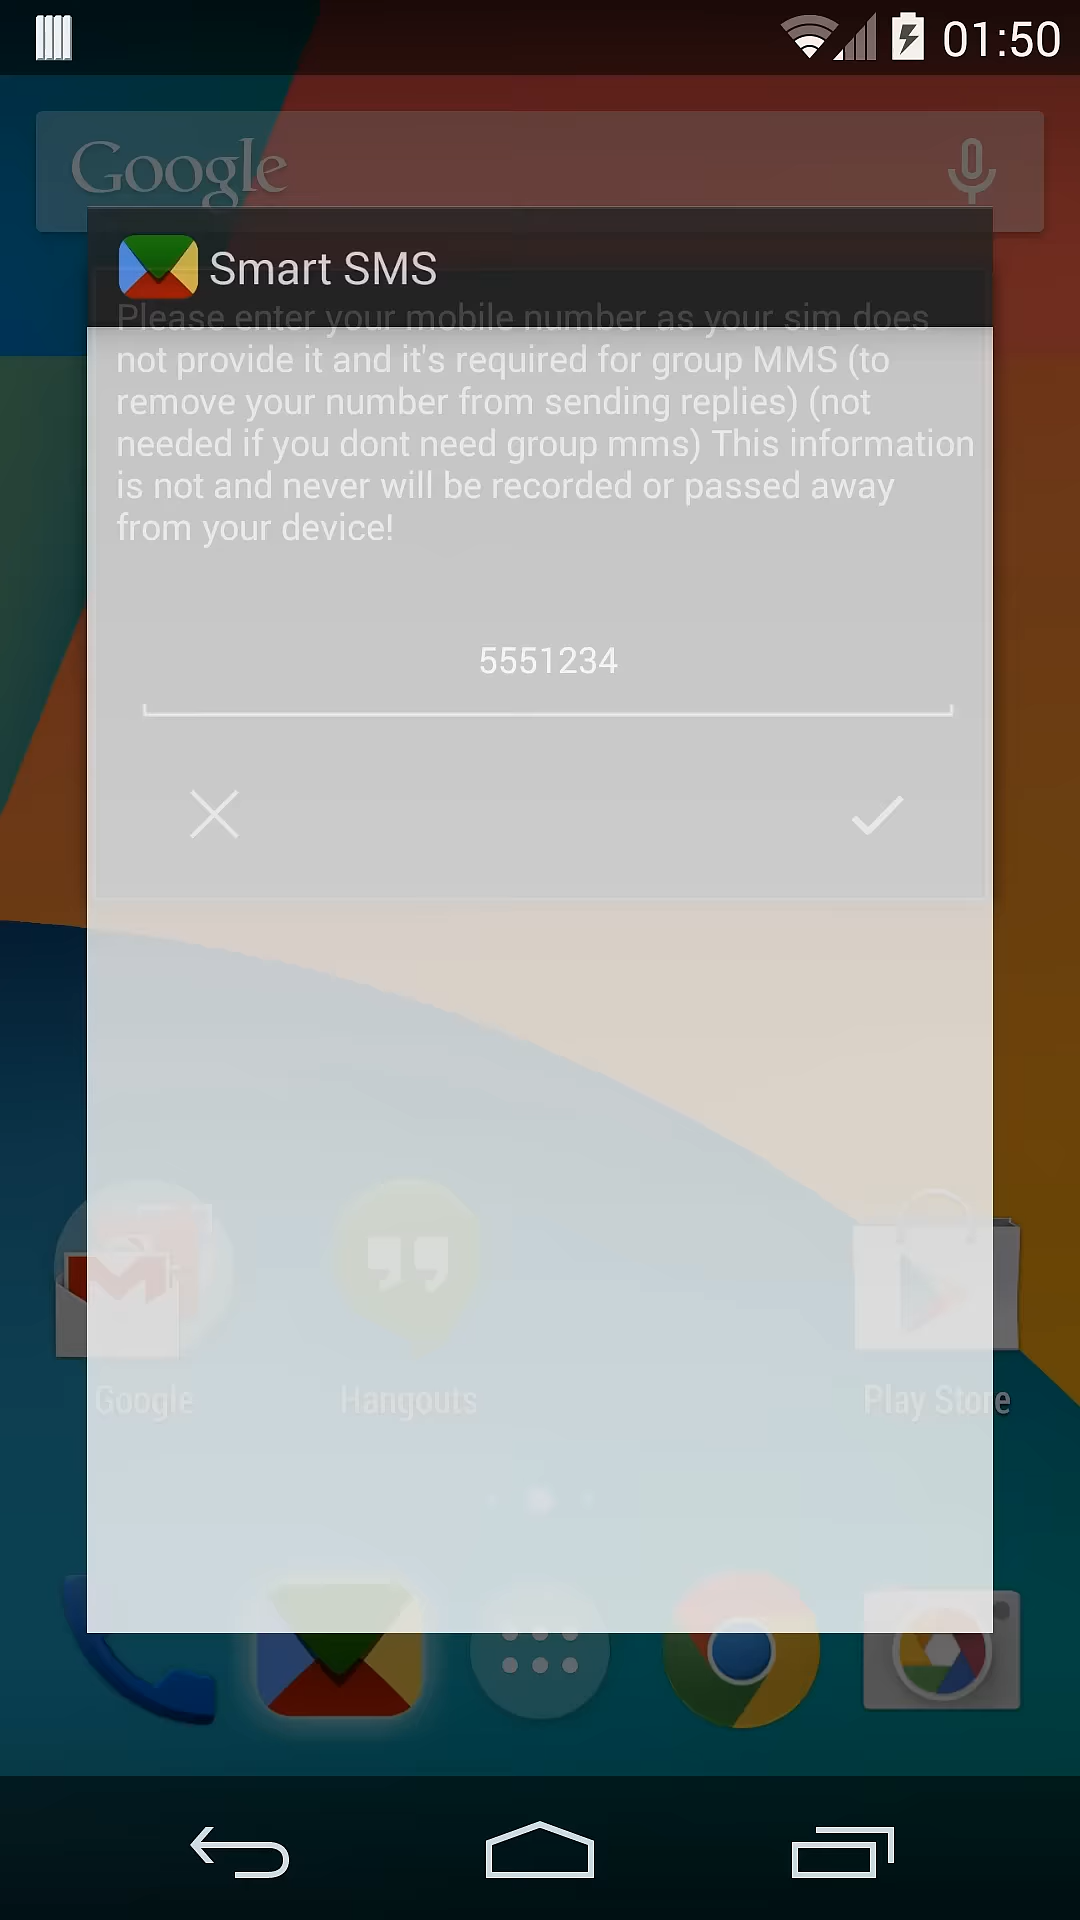 01:50
Google
Smart SMS
Please enter your mobile number as your sim does
not provide it and it's required for group MMS (to
remove your number from sending replies) (not
needed if you dont need group mms) This information
is not and never will be recorded or passed away
from your device!
5551234
Google
Hangouts
Play Store